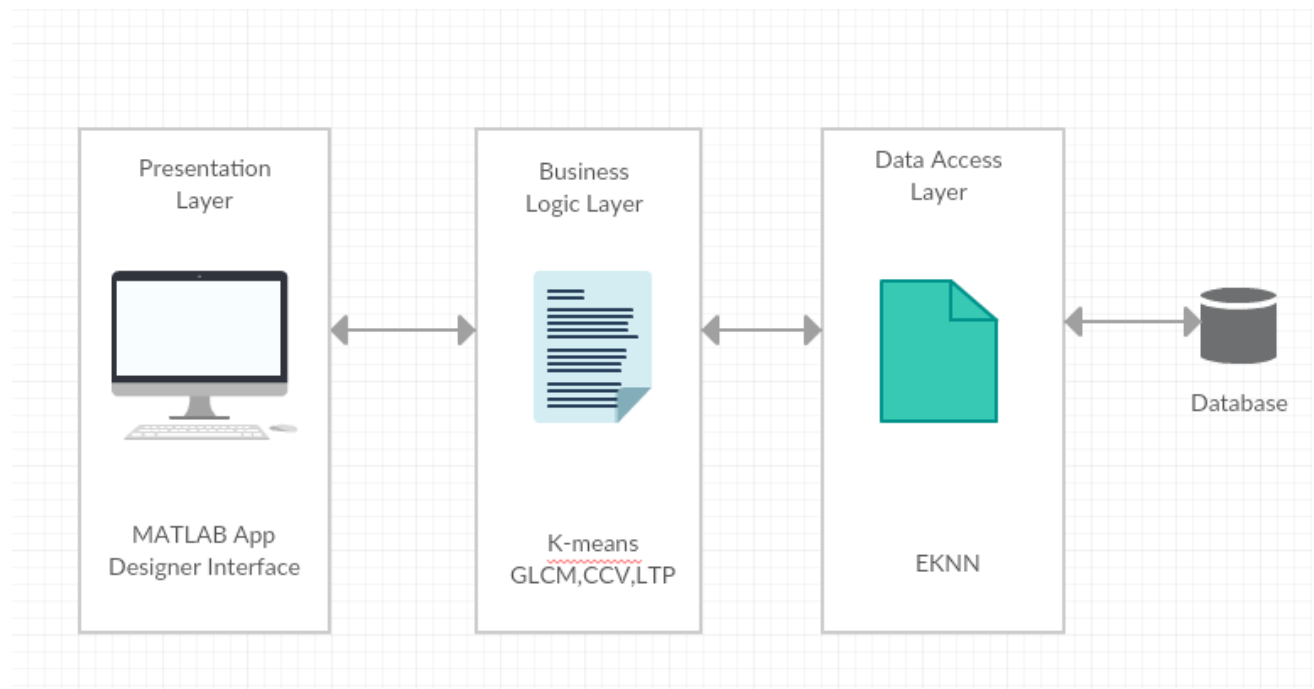 Presentation
Layer
MATLAB App
Designer Interface
Business
Logic Layer
K-means
GLCM,CCV,LTP
Data Access
Layer
EKNN
Database